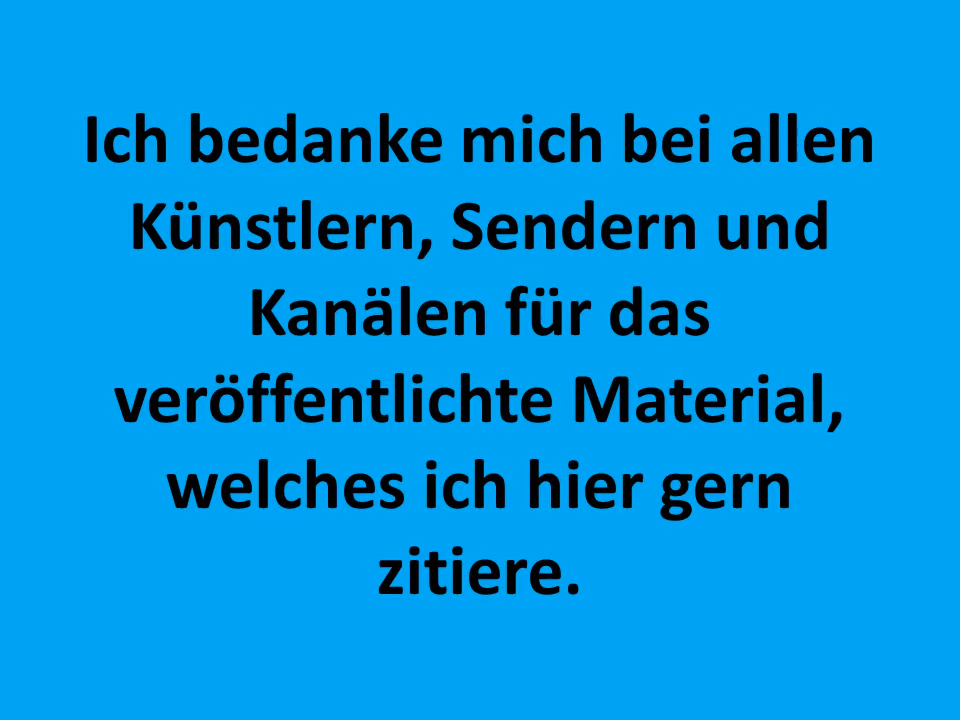 Ich bedanke mich bei allen
Künstlern, Sendern und
Kanälen für das
veröffentlichte Material,
welches ich hier gern
zitiere.